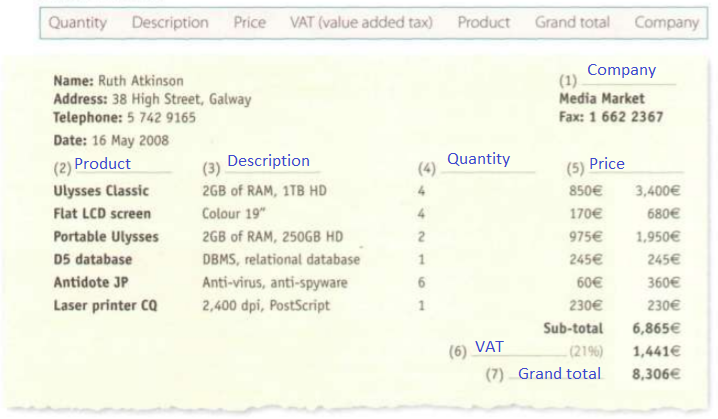 Quantity Description Price VAT (value added tax) Product Grand total Company
Name: Ruth Atkinson (1) Company
Address: 38 High Street, Galway Media Market
Telephone: 5 742 9165 Fax: 1 662 2367
Date: 16 May 2008
(2) Product (3) Description (4) Quantity (5) Price
Ulysses Classic 2GB of RAM, 1TB HD 4 850€ 3,400€
Flat LCD screen Colour 19" 4 170€ 680€
Portable Ulysses 2GB of RAM, 250GB HD 2 975€ 1,950€
D5 database DBMS, relational database 1 245€ 245€
Antidote JP Anti-virus, anti-spyware 6 60€ 360€
Laser printer CQ 2,400 dpi, PostScript 1 230€ 230€
Sub-total 6,865€
(6) VAT (21%) 1,441€
(7) Grand total 8,306€